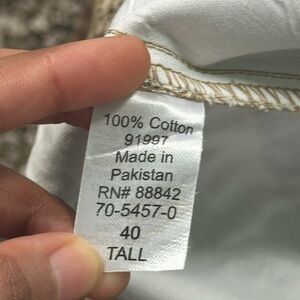 100% Cotton
91997
Made in
Pakistan
RN# 88842
70-5457-0
40
TALL